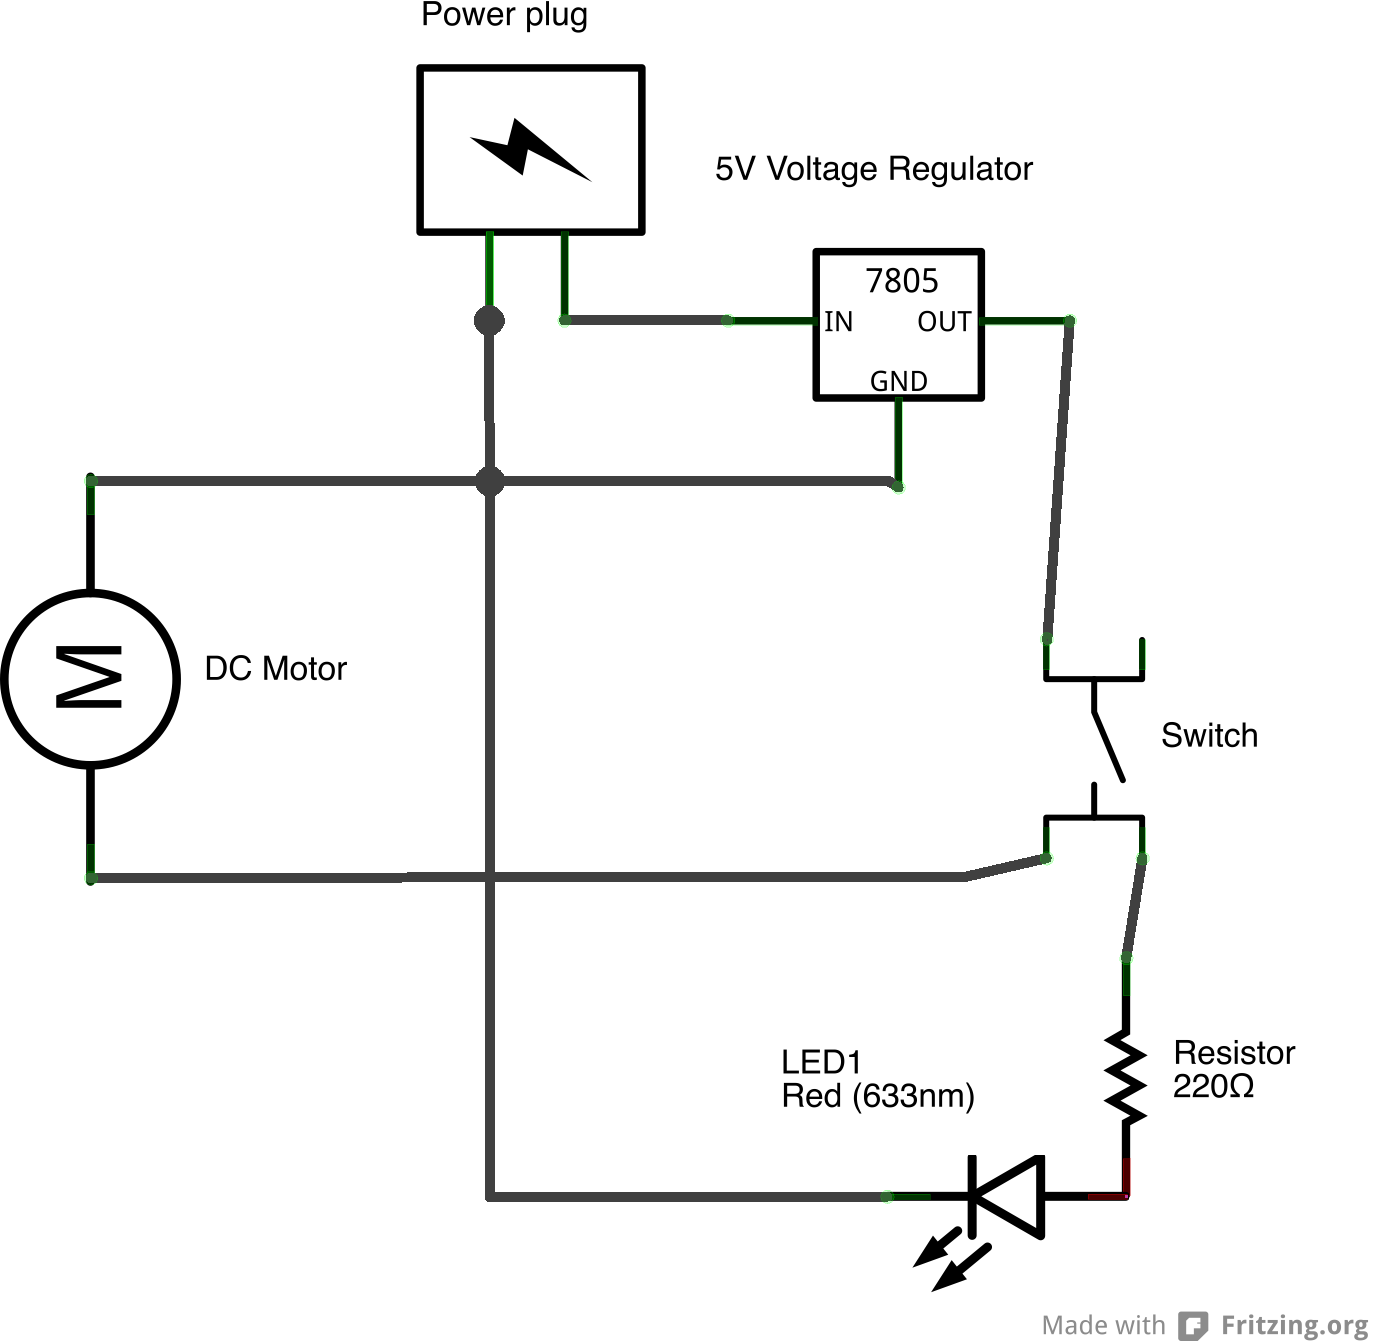 Power plug
5V Voltage Regulator
7805
IN
OUT
GND
M
DC Motor
Switch
LED1
Red (633nm)
Resistor
220Ω
Made with Fritzing.org